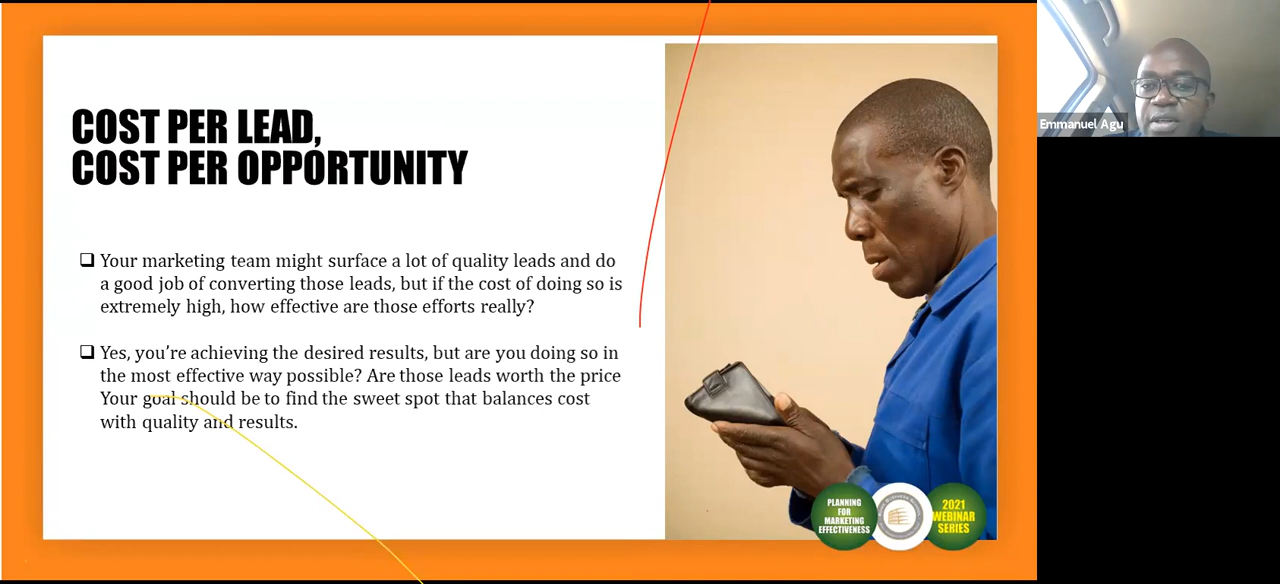 COST PER LEAD,
COST PER OPPORTUNITY
❑ Your marketing team might surface a lot of quality leads and do
a good job of converting those leads, but if the cost of doing so is
extremely high, how effective are those efforts really?
❑ Yes, you’re achieving the desired results, but are you doing so in
the most effective way possible? Are those leads worth the price
Your goal should be to find the sweet spot that balances cost
with quality and results.
PLANNING
FOR
MARKETING
EFFECTIVENESS
2021
WEBINAR
SERIES
Emmanuel Agu